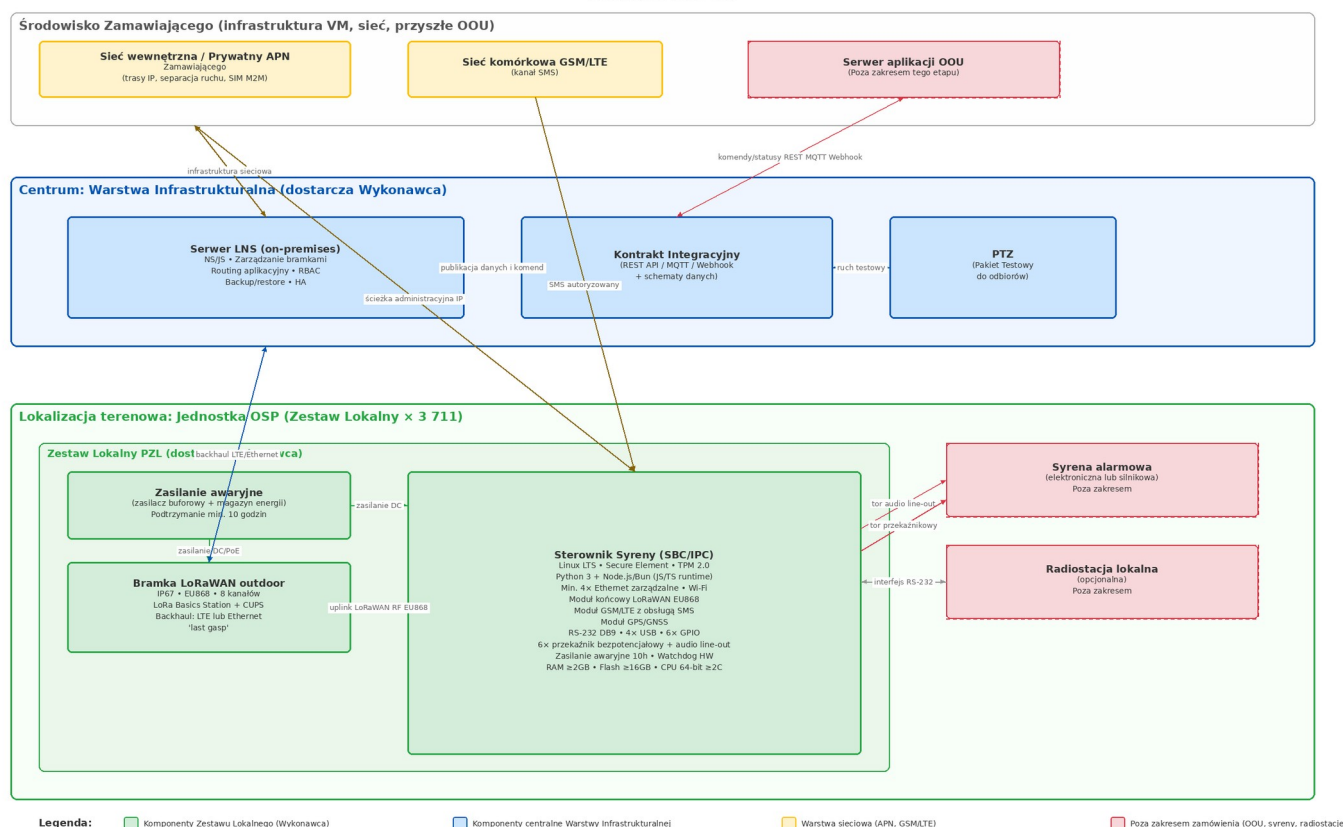 Środowisko Zamawiającego (infrastruktura VM, sieć, przyszłe OOU)
Sieć wewnętrzna / Prywatny APN
Zamawiającego
(trasy IP, separacja ruchu, SIM M2M)
Sieć komórkowa GSM/LTE
(kanał SMS)
Serwer aplikacji OOU
(Poza zakresem tego etapu)
komendy/statusy REST MQTT Webhook
infrastruktura sieciowa
Centrum: Warstwa Infrastrukturalna (dostarcza Wykonawca)
Serwer LNS (on-premises)
NS/JS • Zarządzanie bramkami
Routing aplikacyjny • RBAC
Backup/restore • HA
publikacja danych i komend
ścieżka administracyjna IP
SMS autoryzowany
Kontrakt Integracyjny
(REST API / MQTT / Webhook
+ schematy danych)
ruch testowy
PTZ
(Pakiet Testowy
do odbiorów)
Lokalizacja terenowa: Jednostka OSP (Zestaw Lokalny × 3 711)
Zestaw Lokalny PZL
backhaul LTE/Ethernet
Zasilanie awaryjne
(zasilacz buforowy + magazyn energii)
Podtrzymanie min. 10 godzin
zasilanie DC
zasilanie DC/PoE
Bramka LoRaWAN outdoor
IP67 • EU868 • 8 kanałów
LoRa Basics Station + CUPS
Backhaul: LTE lub Ethernet
'last gasp'
uplink LoRaWAN RF EU868
Sterownik Syreny (SBC/IPC)
Linux LTS • Secure Element • TPM 2.0
Python 3 + Node.js/Bun (JS/TS runtime)
Min. 4× Ethernet zarządzalne • Wi-Fi
Moduł końcowy LoRaWAN EU868
Moduł GSM/LTE z obsługą SMS
Moduł GPS/GNSS
RS-232 DB9 • 4× USB • 6× GPIO
6× przekaźnik bezpotencjałowy + audio line-out
Zasilanie awaryjne 10h • Watchdog HW
RAM ≥2GB • Flash ≥16GB • CPU 64-bit ≥2C
tor audio line-out
tor przekaźnikowy
interfejs RS-232
Syrena alarmowa
(elektroniczna lub silnikowa)
Poza zakresem
Radiostacja lokalna
(opcjonalna)
Poza zakresem
Legenda:
Komponenty Zestawu Lokalnego (Wykonawca)
Komponenty centralne Warstwy Infrastrukturalnej
Warstwa sieciowa (APN, GSM/LTE)
Poza zakresem zamówienia (OOU, syreny, radiostacje